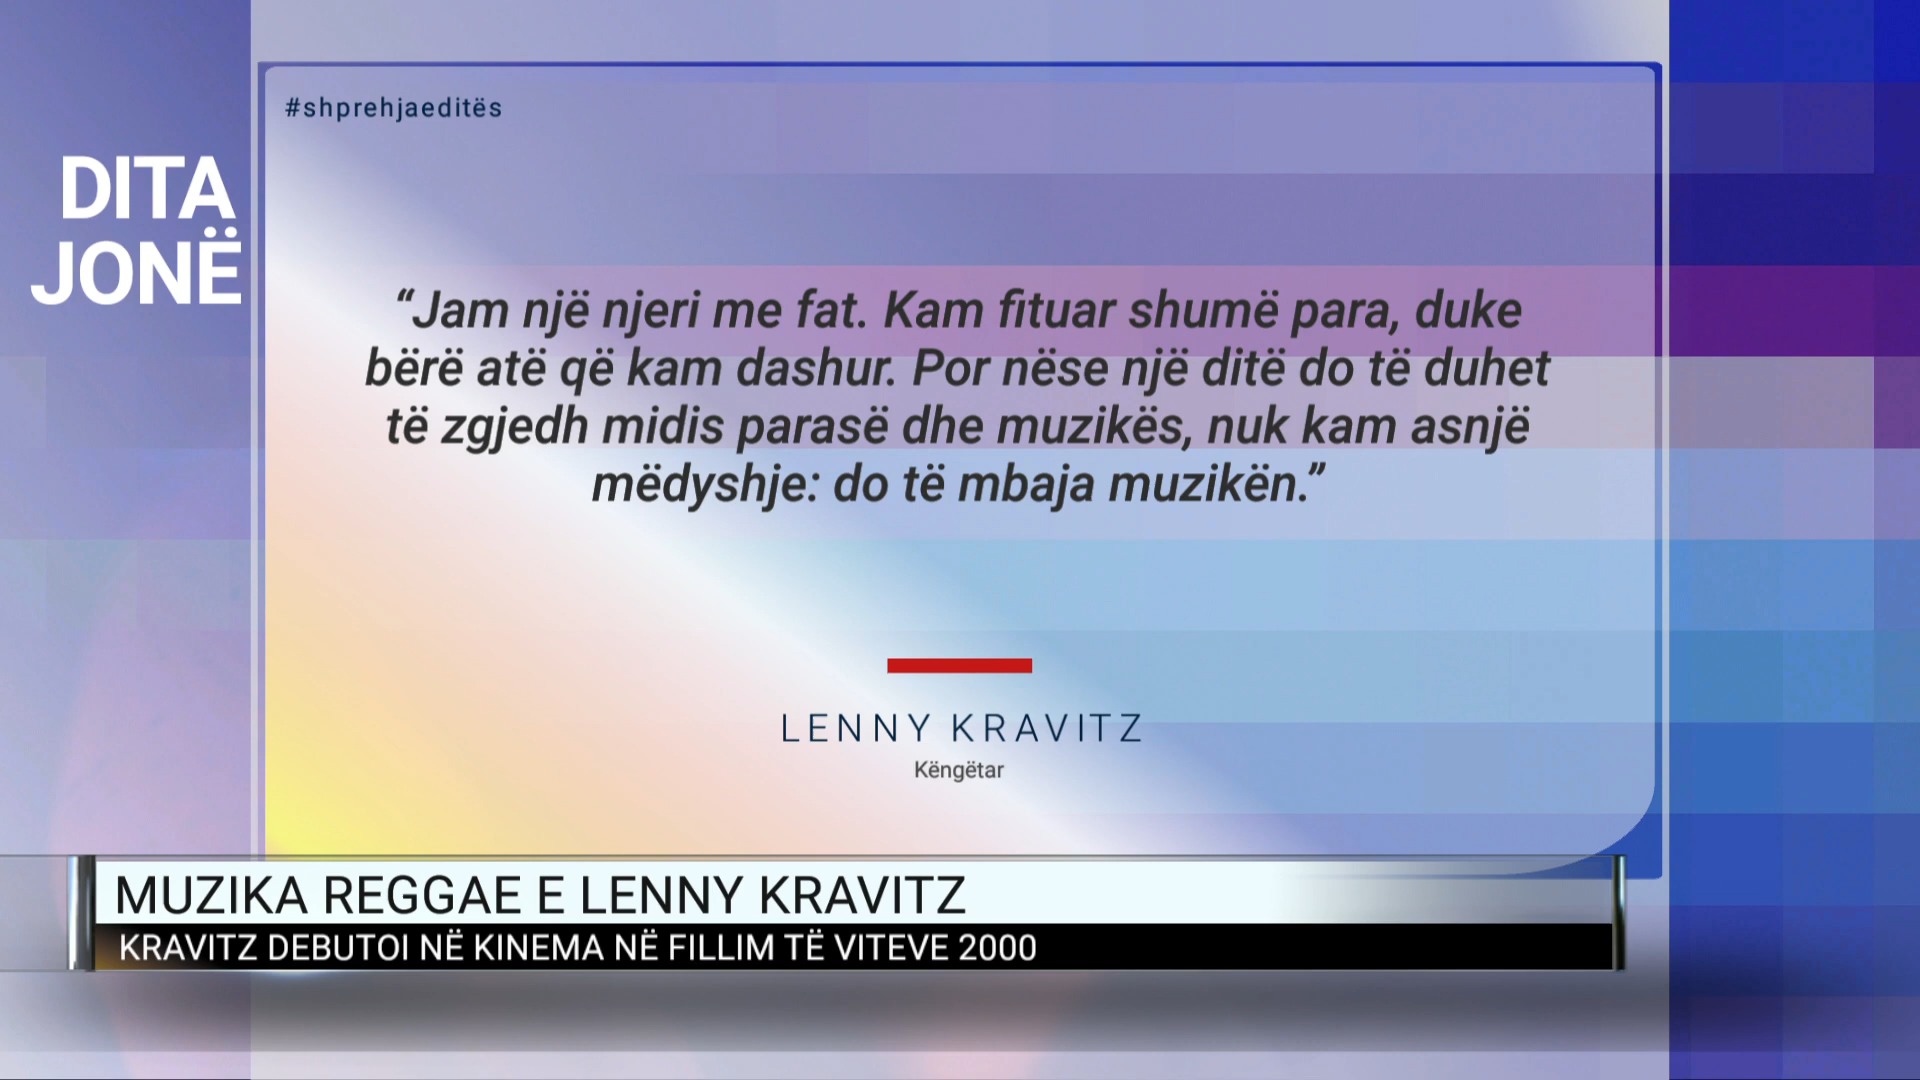 #shprehjaeditës
DITA
JONË
“Jam një njeri me fat. Kam fituar shumë para, duke
bërë atë që kam dashur. Por nëse një ditë do të duhet
të zgjedh midis parasë dhe muzikës, nuk kam asnjë
mëdyshje: do të mbaja muzikën.”
LENNY KRAVITZ
Këngëtar
MUZIKA REGGAE E LENNY KRAVITZ
KRAVITZ DEBUTOI NË KINEMA NË FILLIM TË VITEVE 2000